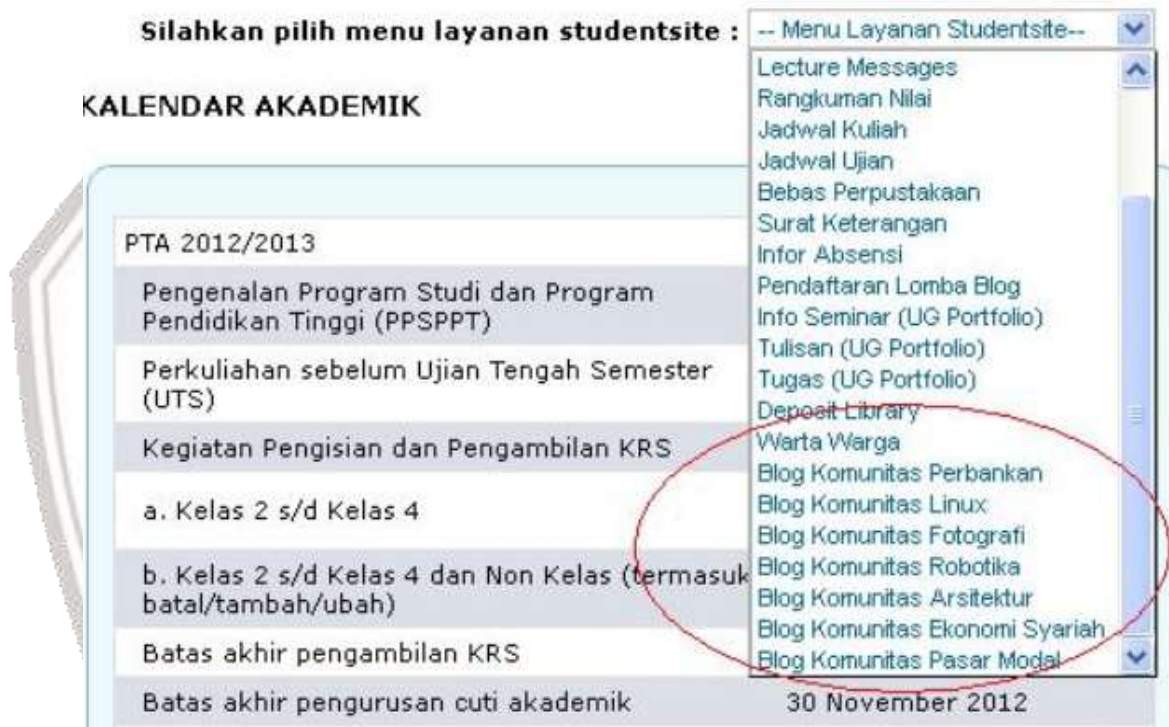 Silahkan pilih menu layanan studentsite : -- Menu Layanan Studentsite--
Lecture Messages
Rangkuman Nilai
Jadwal Kuliah
Jadwal Ujian
Bebas Perpustakaan
Surat Keterangan
Infor Absensi
Pendaftaran Lomba Blog
Info Seminar (UG Portfolio)
Tulisan (UG Portfolio)
Tugas (UG Portfolio)
Deposit Library
Warta Warga
Blog Komunitas Perbankan
Blog Komunitas Linux
Blog Komunitas Fotografi
Blog Komunitas Robotika
Blog Komunitas Arsitektur
Blog Komunitas Ekonomi Syariah
Blog Komunitas Pasar Modal
KALENDAR AKADEMIK
PTA 2012/2013
Pengenalan Program Studi dan Program
Pendidikan Tinggi (PPSPPT)
Perkuliahan sebelum Ujian Tengah Semester
(UTS)
Kegiatan Pengisian dan Pengambilan KRS
a. Kelas 2 s/d Kelas 4
b. Kelas 2 s/d Kelas 4 dan Non Kelas (termasuk
batal/tambah/ubah)
Batas akhir pengambilan KRS
Batas akhir pengurusan cuti akademik 30 November 2012